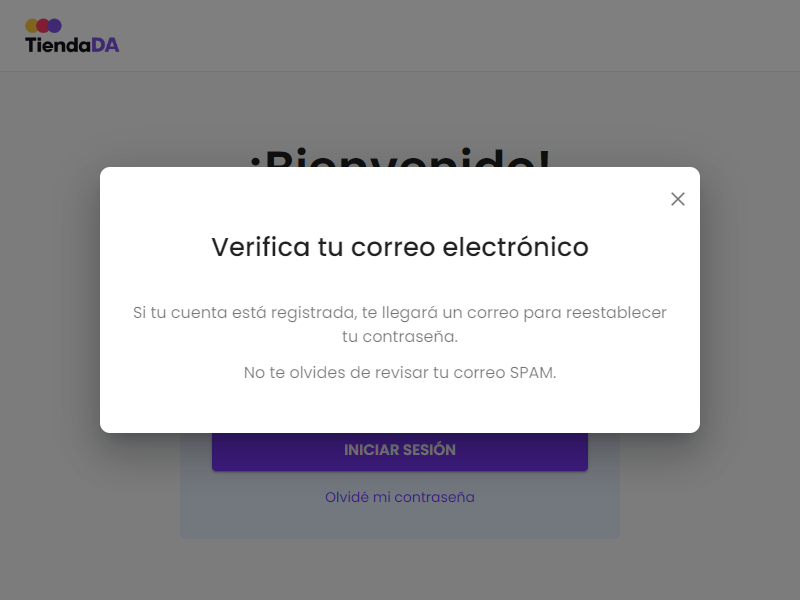 TiendaDA
¡Bienvenido!
Verifica tu correo electrónico
Si tu cuenta está registrada, te llegará un correo para reestablecer
tu contraseña.
No te olvides de revisar tu correo SPAM.
INICIAR SESIÓN
Olvidé mi contraseña